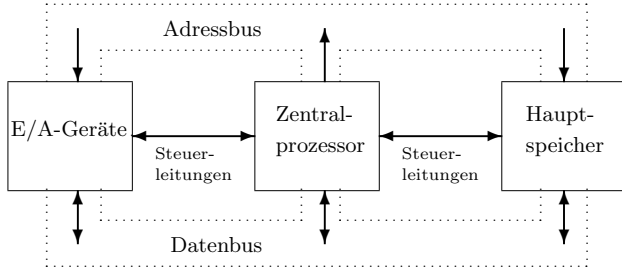 Adressbus
E/A-Geräte
Zentral-
prozessor
Haupt-
speicher
Steuer-
leitungen
Steuer-
leitungen
Datenbus